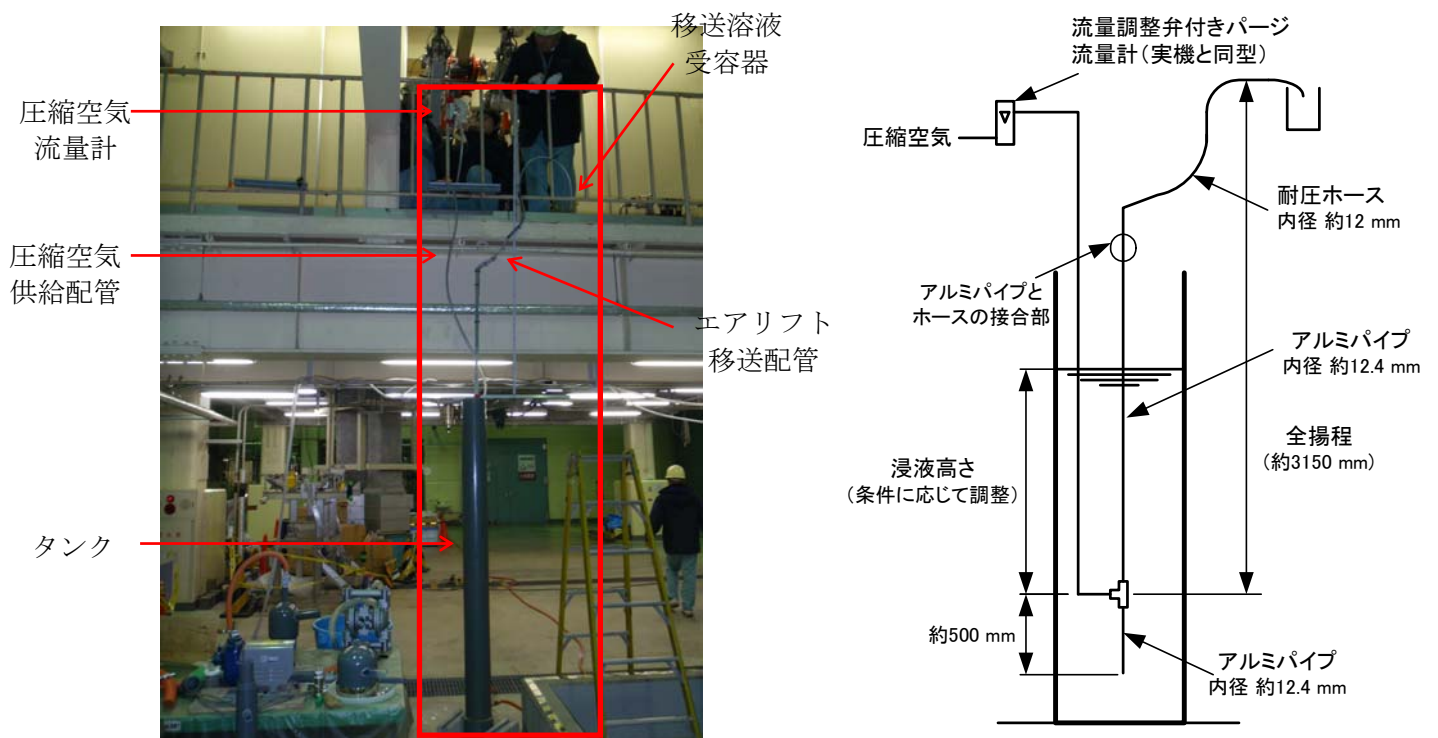 移送溶液
受容器
圧縮空気
流量計
圧縮空気
供給配管
エアリフト
移送配管
タンク
流量調整弁付きパージ
流量計（実機と同型）
圧縮空気
耐圧ホース
内径 約12 mm
アルミパイプと
ホースの接合部
アルミパイプ
内径 約12.4 mm
全揚程
（約3150 mm）
浸液高さ
（条件に応じて調整）
約500 mm
アルミパイプ
内径 約12.4 mm